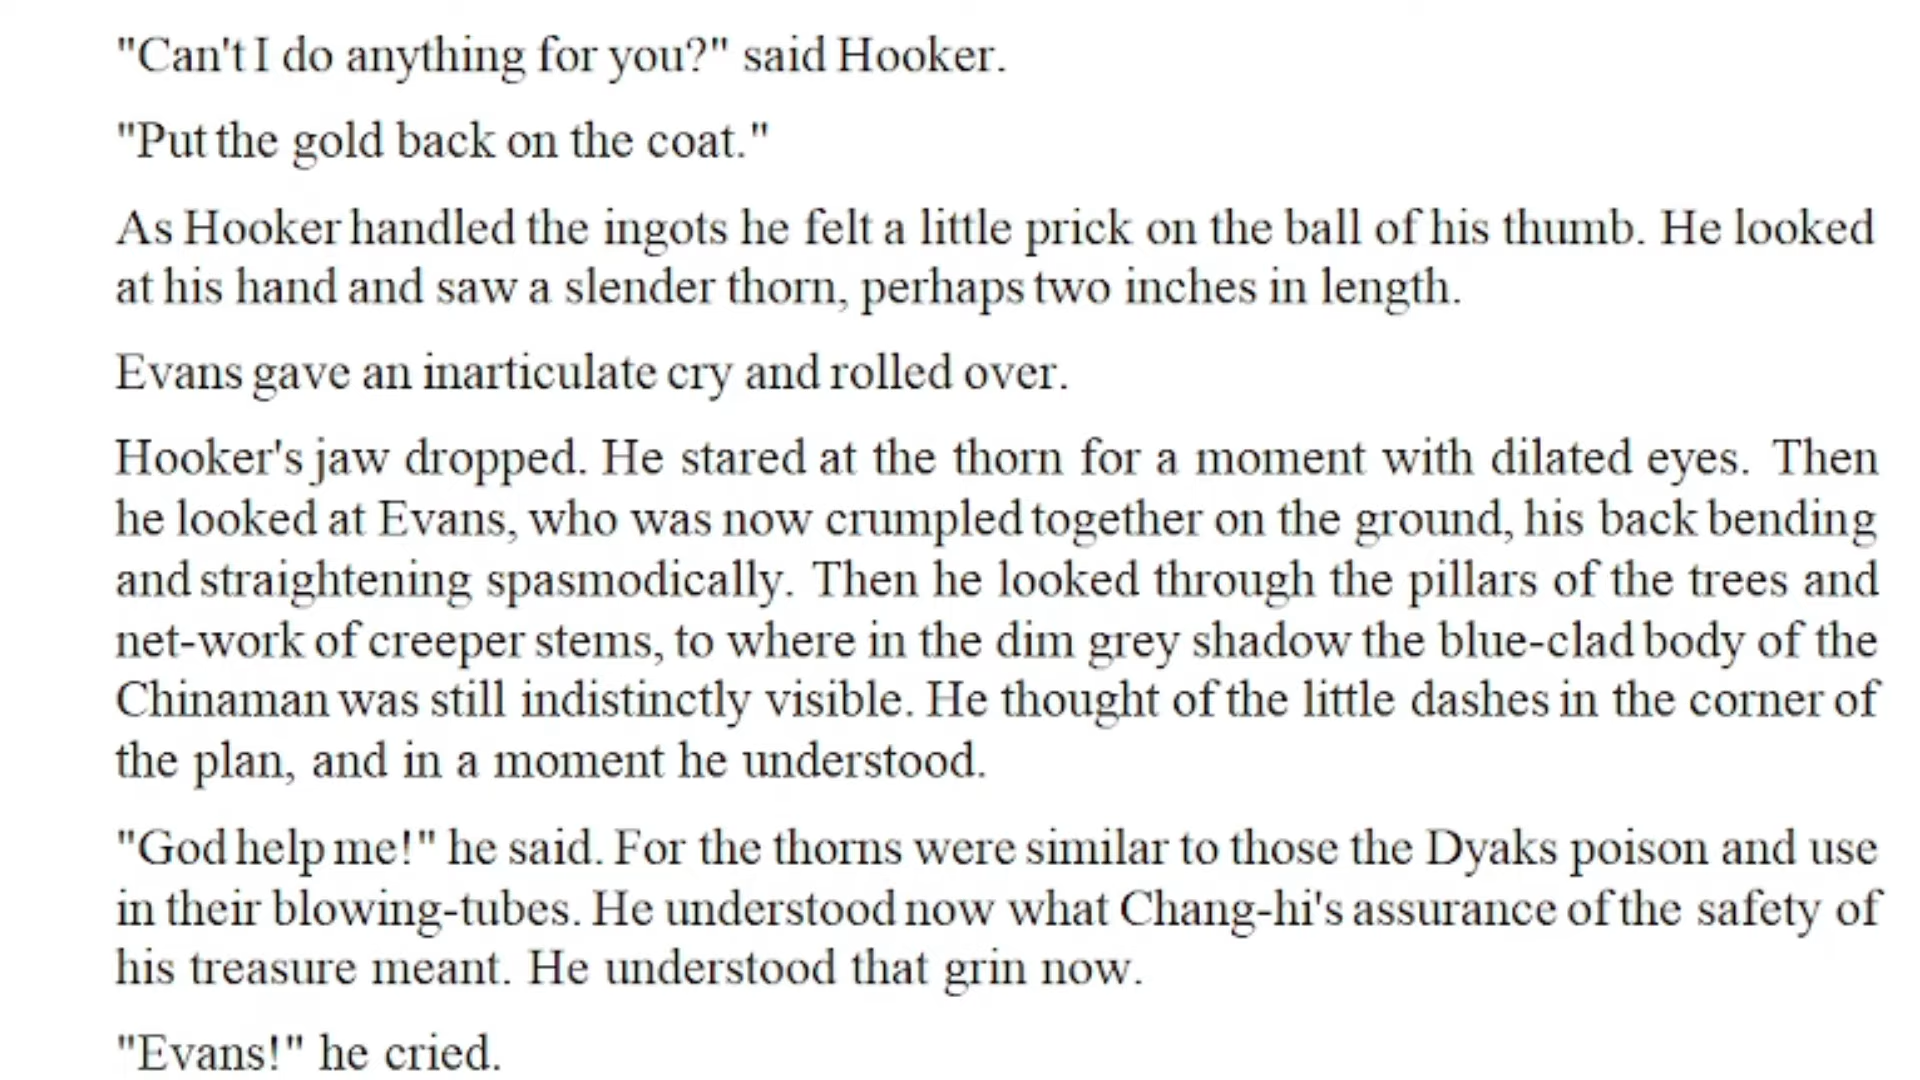 "Can't I do anything for you?" said Hooker.
"Put the gold back on the coat."
As Hooker handled the ingots he felt a little prick on the ball of his thumb. He looked
at his hand and saw a slender thorn, perhaps two inches in length.
Evans gave an inarticulate cry and rolled over.
Hooker's jaw dropped. He stared at the thorn for a moment with dilated eyes. Then
he looked at Evans, who was now crumpled together on the ground, his back bending
and straightening spasmodically. Then he looked through the pillars of the trees and
net-work of creeper stems, to where in the dim grey shadow the blue-clad body of the
Chinaman was still indistinctly visible. He thought of the little dashes in the corner of
the plan, and in a moment he understood.
"God help me!" he said. For the thorns were similar to those the Dyaks poison and use
in their blowing-tubes. He understood now what Chang-hi's assurance of the safety of
his treasure meant. He understood that grin now.
"Evans!" he cried.